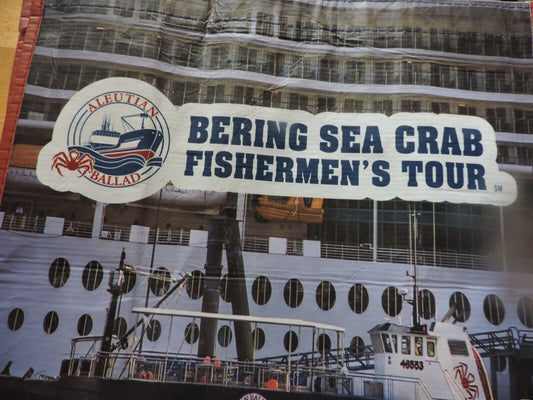 ALEUTIAN
BALLAD
BERING SEA CRAB
FISHERMEN'S TOUR
SM
46553